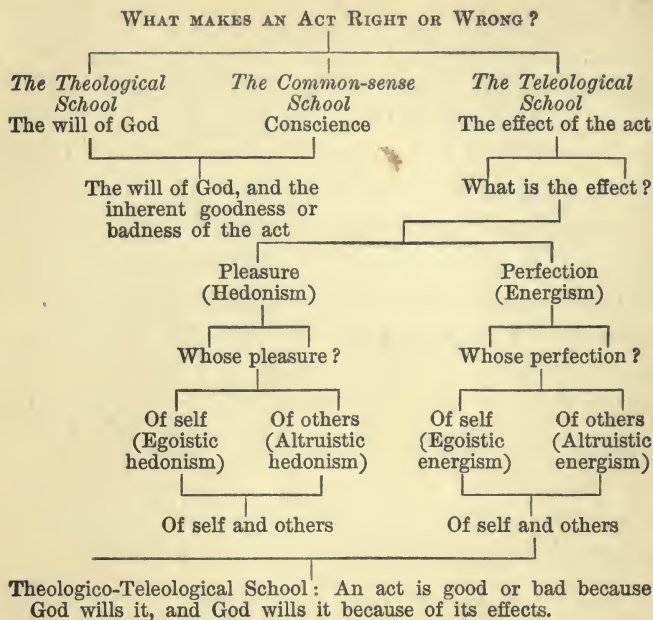 WHAT MAKES AN ACT RIGHT OR WRONG?
The Theological School
The will of God
The Common-sense School
Conscience
The Teleological School
The effect of the act
The will of God, and the
inherent goodness or
badness of the act
What is the effect?
Pleasure
(Hedonism)
Perfection
(Energism)
Whose pleasure?
Whose perfection?
Of self
(Egoistic
hedonism)
Of others
(Altruistic
hedonism)
Of self
(Egoistic
energism)
Of others
(Altruistic
energism)
Of self and others
Of self and others
Theologico-Teleological School: An act is good or bad because
God wills it, and God wills it because of its effects.